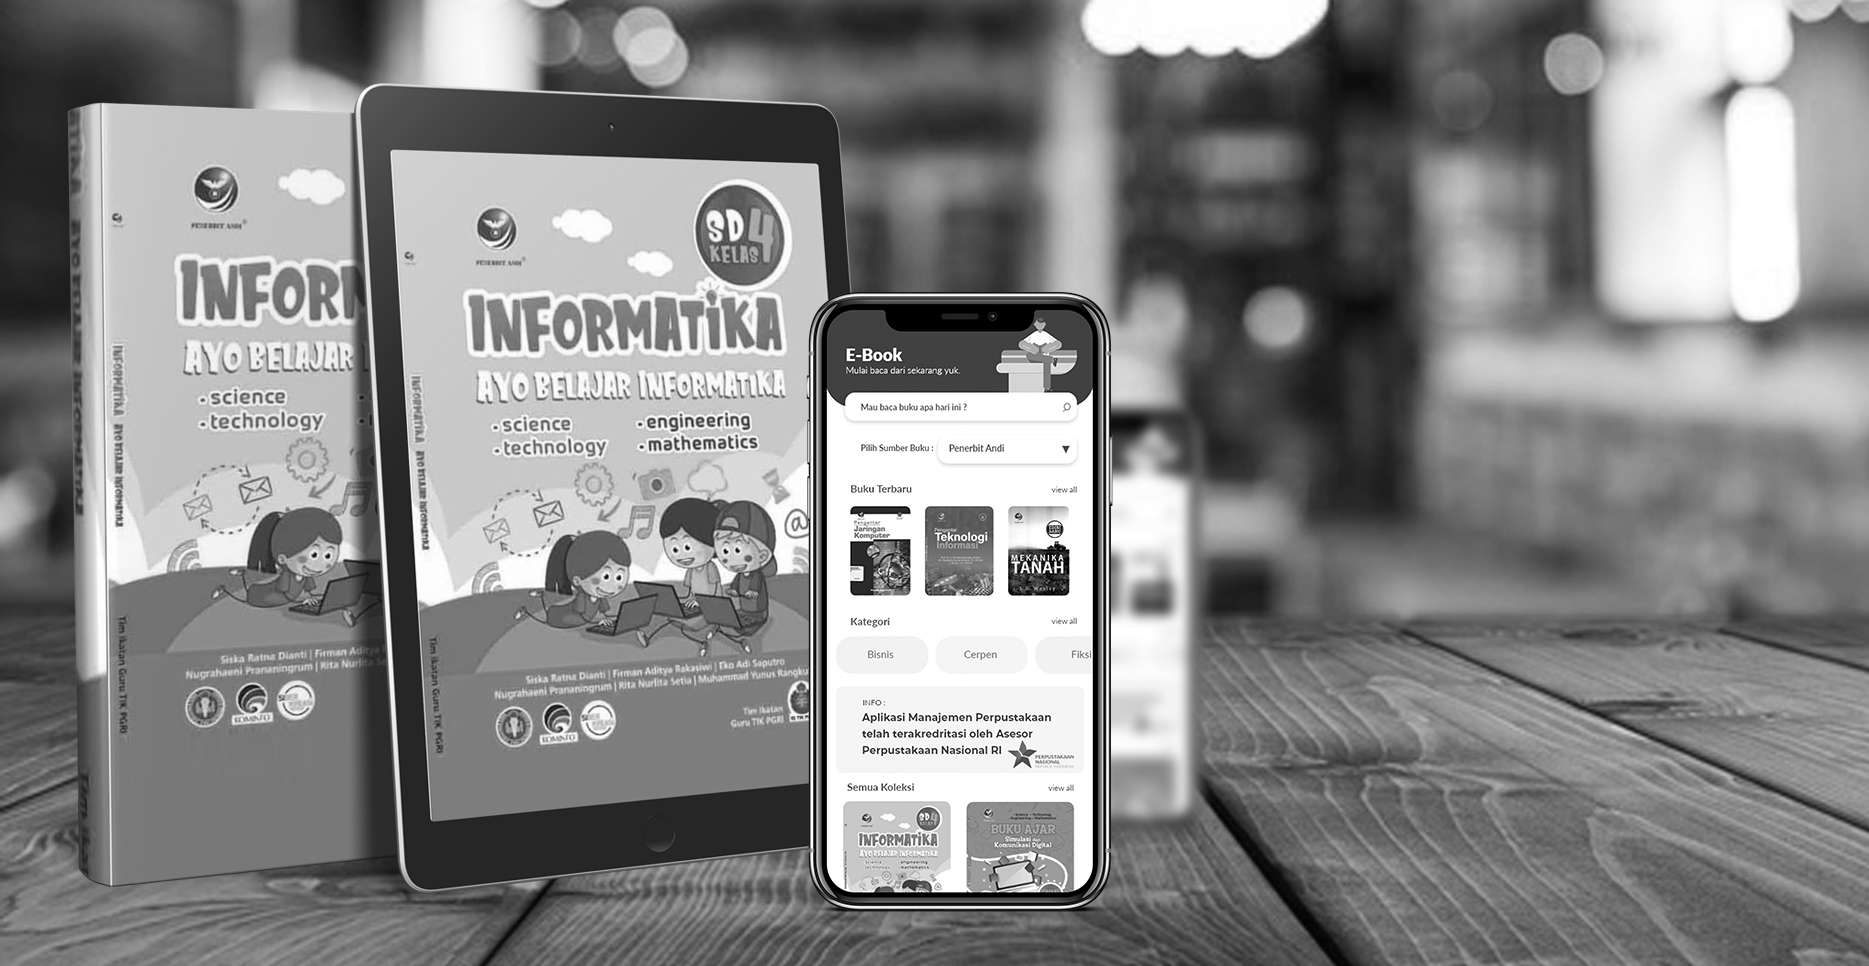 PENERBIT ANDI
INFORM
AYO BELAJAR
- science
- technology
INFORMATIKA AYO BELAJAR INFORMATIKA
Tim Ikatan Guru TIK PGRI
Siska Ratna Dianti | Firman Aditya
Nugrahaeni Prananingrum | Rita Nurlita Se
KOMINFO
PENERBIT ANDI
SD
KELAS 4
INFORMATIKA
AYO BELAJAR INFORMATIKA
- science
- engineering
- technology
- mathematics
@
INFORMATIKA AYO BELAJAR INFORMATIKA
Tim Ikatan Guru TIK PGRI
Siska Ratna Dianti | Firman Aditya Rakasiwi | Eko Adi Saputro
Nugrahaeni Prananingrum | Rita Nurlita Setia | Muhammad Yunus Rangku
KOMINFO
Tim Ikatan
Guru TIK PGRI
E-Book
Mulai baca dari sekarang yuk.
Mau baca buku apa hari ini ?
Pilih Sumber Buku :
Penerbit Andi
Buku Terbaru
view all
Pengantar
Jaringan
Komputer
Pengantar
Teknologi
Informasi
MEKANIKA
TANAH
Kategori
view all
Bisnis
Cerpen
Fiksi
INFO :
Aplikasi Manajemen Perpustakaan
telah terakredritasi oleh Asesor
Perpustakaan Nasional RI
PERPUSTAKAAN
NASIONAL
REPUBLIK INDONESIA
Semua Koleksi
view all
SD
KELAS 4
INFORMATIKA
AYO BELAJAR INFORMATIKA
science
engineering
technology
mathematics
BUKU AJAR
Simulasi dan
Komunikasi Digital